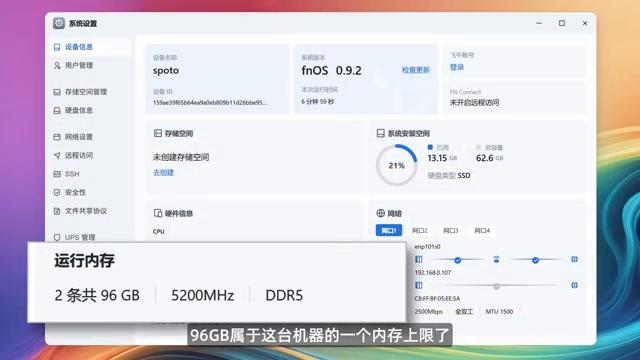 系统设置
设备信息
用户管理
存储空间管理
硬盘信息
网络设置
远程访问
SSH
安全性
文件共享协议
UPS 管理
设备名称
spoto
设备 ID
159ae39f65b64ea9a0eb809b11d26bbe95...
系统版本
fnOS 0.9.2
检查更新
本次运行时间
6 分钟 59 秒
飞牛账号
登录
FN Connect
未开启远程访问
存储空间
未创建存储空间
去创建
系统安装空间
21%
已用
13.15 GB
总容量
62.6 GB
硬盘类型 SSD
硬件信息
CPU
网络
网口1 网口2 网口3 网口4
enp101s0
192.168.0.107
C8:FF:BF:05:EE:5A
2500Mbps 全双工 MTU 1500
运行内存
2 条共 96 GB 5200MHz DDR5
96GB属于这台机器的一个内存上限了